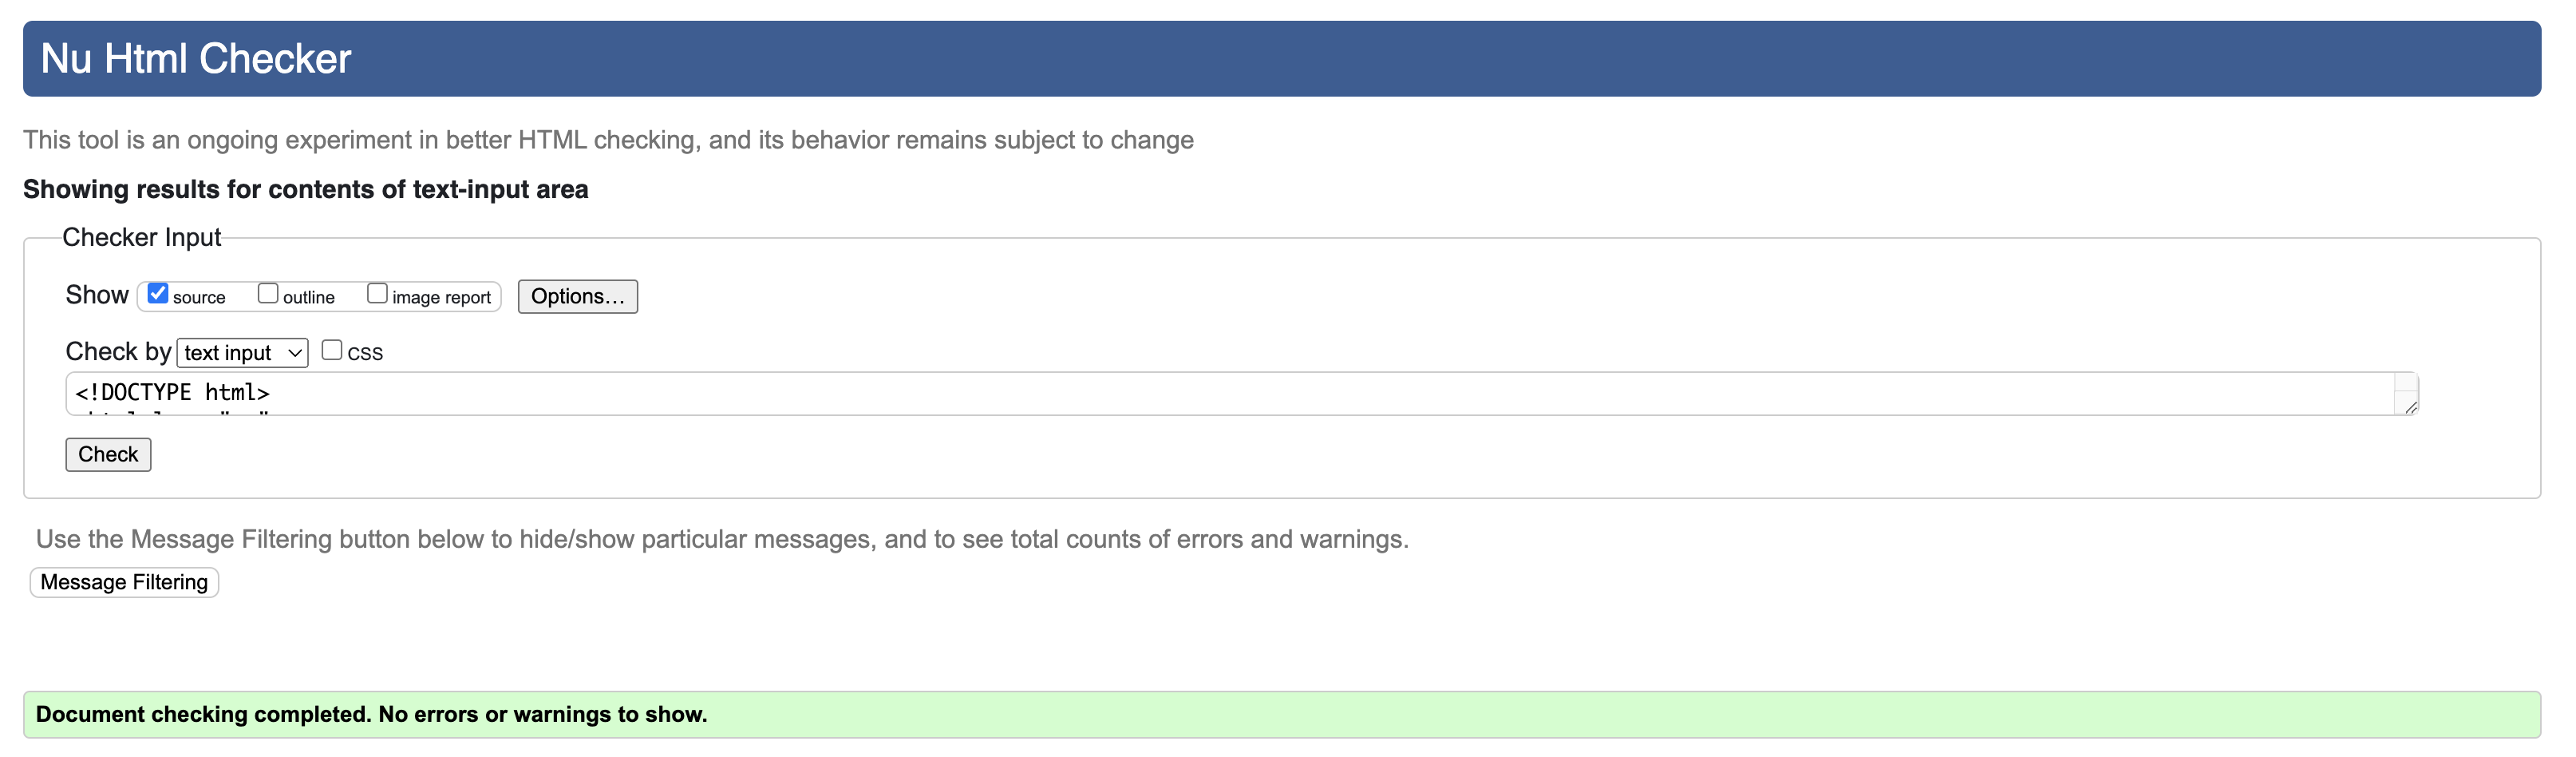 Nu Html Checker
This tool is an ongoing experiment in better HTML checking, and its behavior remains subject to change
Showing results for contents of text-input area
Checker Input
Show source outline image report Options…
Check by text input CSS
<!DOCTYPE html>
Check
Use the Message Filtering button below to hide/show particular messages, and to see total counts of errors and warnings.
Message Filtering
Document checking completed. No errors or warnings to show.